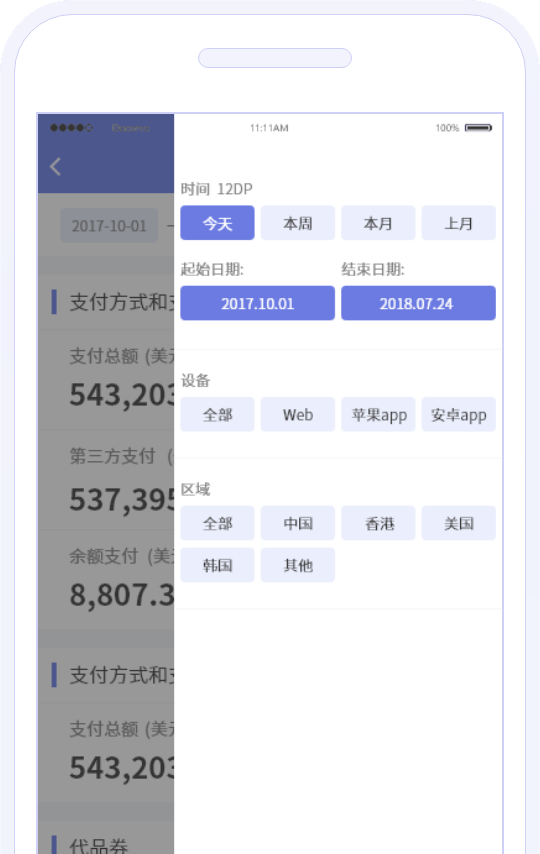 11:11AM 100%
时间 12DP
今天 本周 本月 上月
起始日期: 结束日期:
2017.10.01 2018.07.24
设备
全部 Web 苹果app 安卓app
区域
全部 中国 香港 美国
韩国 其他
2017-10-01 –
支付方式和
支付总额 (美
543,203
第三方支付 (
537,395
余额支付 (美
8,807.3
支付方式和
支付总额 (美
543,203
代品券